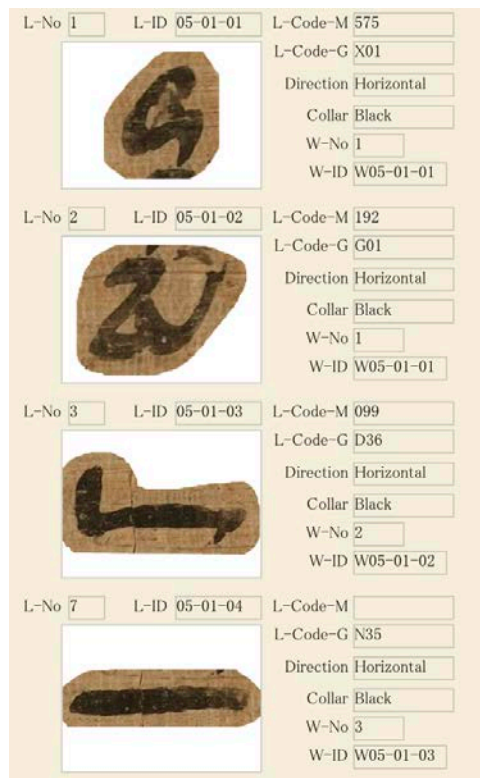 L-No 1 L-ID 05-01-01 L-Code-M 575
L-Code-G X01
Direction Horizontal
Collar Black
W-No 1
W-ID W05-01-01
L-No 2 L-ID 05-01-02 L-Code-M 192
L-Code-G G01
Direction Horizontal
Collar Black
W-No 1
W-ID W05-01-01
L-No 3 L-ID 05-01-03 L-Code-M 099
L-Code-G D36
Direction Horizontal
Collar Black
W-No 2
W-ID W05-01-02
L-No 7 L-ID 05-01-04 L-Code-M
L-Code-G N35
Direction Horizontal
Collar Black
W-No 3
W-ID W05-01-03